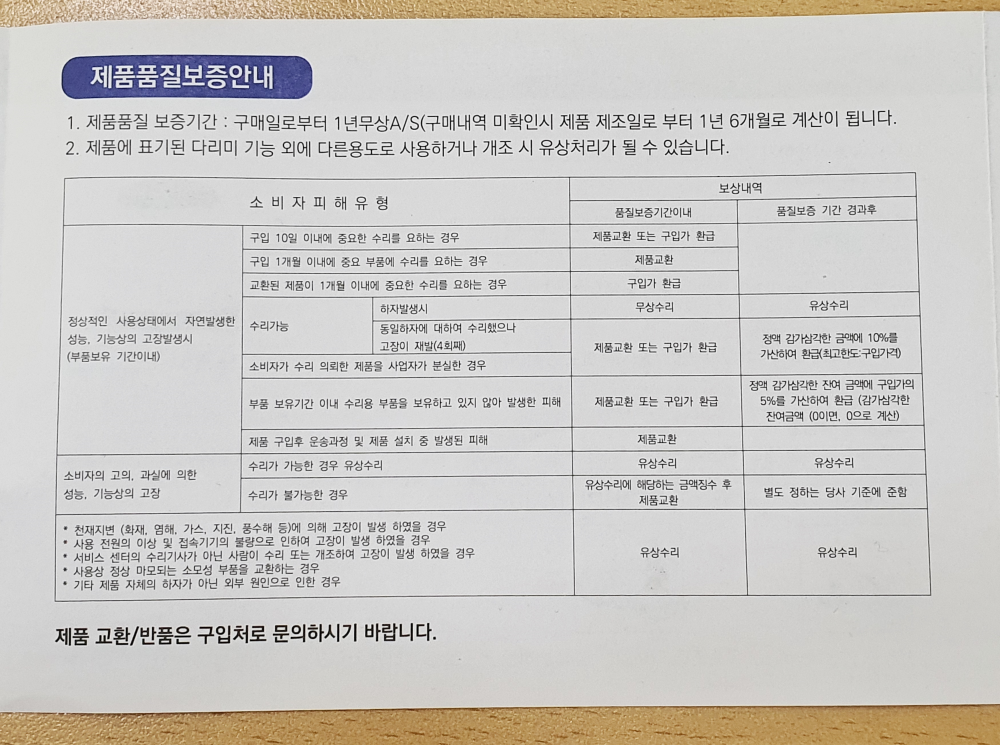 제품품질보증안내
1. 제품품질 보증기간 : 구매일로부터 1년무상A/S(구매내역 미확인시 제품 제조일로 부터 1년 6개월로 계산이 됩니다.
2. 제품에 표기된 다리미 기능 외에 다른용도로 사용하거나 개조 시 유상처리가 될 수 있습니다.
소 비 자 피 해 유 형
보상내역
품질보증기간이내
품질보증 기간 경과후
정상적인 사용상태에서 자연발생한
성능, 기능상의 고장발생시
(부품보유 기간이내)
구입 10일 이내에 중요한 수리를 요하는 경우
제품교환 또는 구입가 환급
구입 1개월 이내에 중요 부품에 수리를 요하는 경우
제품교환
교환된 제품이 1개월 이내에 중요한 수리를 요하는 경우
구입가 환급
수리가능
하자발생시
무상수리
유상수리
동일하자에 대하여 수리했으나
고장이 재발(4회째)
제품교환 또는 구입가 환급
정액 감가삼각한 금액에 10%를
가산하여 환급(최고한도:구입가격)
소비자가 수리 의뢰한 제품을 사업자가 분실한 경우
부품 보유기간 이내 수리용 부품을 보유하고 있지 않아 발생한 피해
제품교환 또는 구입가 환급
정액 감가삼각한 잔여 금액에 구입가의
5%를 가산하여 환급 (감가삼각한
잔여금액 (0이면, 0으로 계산)
제품 구입후 운송과정 및 제품 설치 중 발생된 피해
제품교환
소비자의 고의, 과실에 의한
성능, 기능상의 고장
수리가 가능한 경우 유상수리
유상수리
유상수리
수리가 불가능한 경우
유상수리에 해당하는 금액징수 후
제품교환
별도 정하는 당사 기준에 준함
* 천재지변 (화재, 염해, 가스, 지진, 풍수해 등)에 의해 고장이 발생 하였을 경우
* 사용 전원의 이상 및 접속기기의 불량으로 인하여 고장이 발생 하였을 경우
* 서비스 센터의 수리기사가 아닌 사람이 수리 또는 개조하여 고장이 발생 하였을 경우
* 사용상 정상 마모되는 소모성 부품을 교환하는 경우
* 기타 제품 자체의 하자가 아닌 외부 원인으로 인한 경우
유상수리
유상수리
제품 교환/반품은 구입처로 문의하시기 바랍니다.